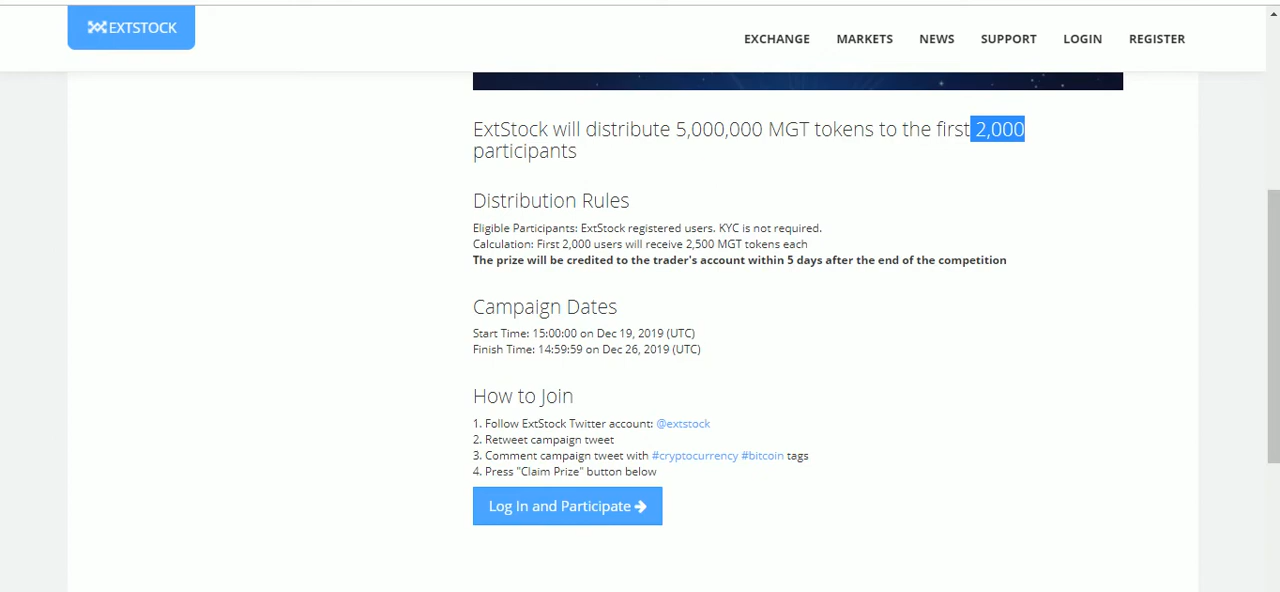 EXTSTOCK
EXCHANGE MARKETS NEWS SUPPORT LOGIN REGISTER
ExtStock will distribute 5,000,000 MGT tokens to the first 2,000
participants
Distribution Rules
Eligible Participants: ExtStock registered users. KYC is not required.
Calculation: First 2,000 users will receive 2,500 MGT tokens each
The prize will be credited to the trader's account within 5 days after the end of the competition
Campaign Dates
Start Time: 15:00:00 on Dec 19, 2019 (UTC)
Finish Time: 14:59:59 on Dec 26, 2019 (UTC)
How to Join
1. Follow ExtStock Twitter account: @extstock
2. Retweet campaign tweet
3. Comment campaign tweet with #cryptocurrency #bitcoin tags
4. Press "Claim Prize" button below
Log In and Participate